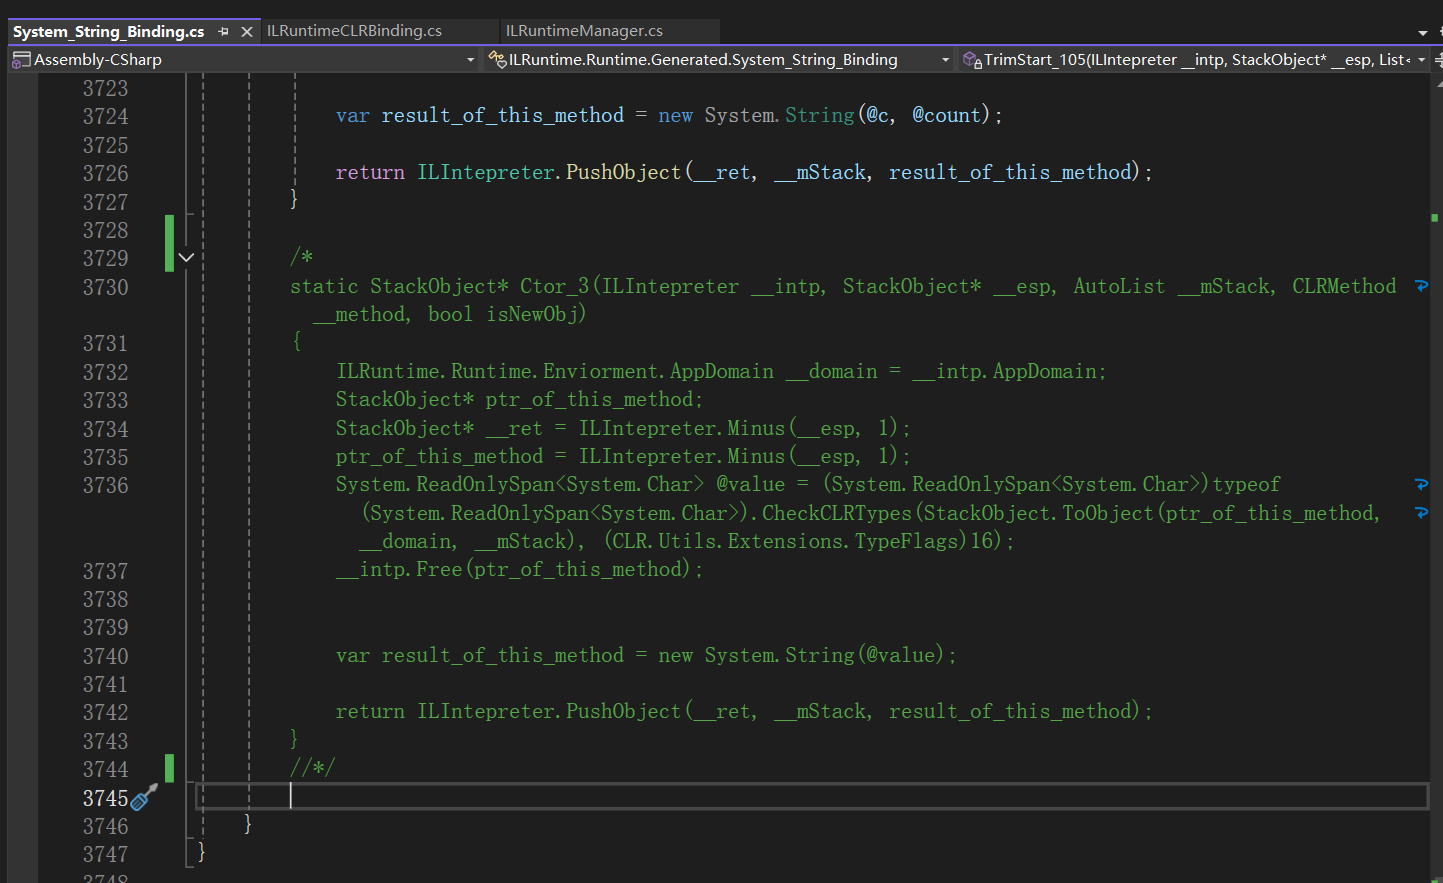 System_String_Binding.cs ILRuntimeCLRBinding.cs ILRuntimeManager.cs
Assembly-CSharp ILRuntime.Runtime.Generated.System_String_Binding TrimStart_105(ILIntepreter __intp, StackObject* __esp, List<
3723
3724 var result_of_this_method = new System.String(@c, @count);
3725
3726 return ILIntepreter.PushObject(__ret, __mStack, result_of_this_method);
3727 }
3728
3729 /*
3730 static StackObject* Ctor_3(ILIntepreter __intp, StackObject* __esp, AutoList __mStack, CLRMethod
__method, bool isNewObj)
3731 {
3732 ILRuntime.Runtime.Enviorment.AppDomain __domain = __intp.AppDomain;
3733 StackObject* ptr_of_this_method;
3734 StackObject* __ret = ILIntepreter.Minus(__esp, 1);
3735 ptr_of_this_method = ILIntepreter.Minus(__esp, 1);
3736 System.ReadOnlySpan<System.Char> @value = (System.ReadOnlySpan<System.Char>)typeof
(System.ReadOnlySpan<System.Char>).CheckCLRTypes(StackObject.ToObject(ptr_of_this_method,
__domain, __mStack), (CLR.Utils.Extensions.TypeFlags)16);
3737 __intp.Free(ptr_of_this_method);
3738
3739
3740 var result_of_this_method = new System.String(@value);
3741
3742 return ILIntepreter.PushObject(__ret, __mStack, result_of_this_method);
3743 }
3744 //*/
3745
3746 }
3747 }
3748